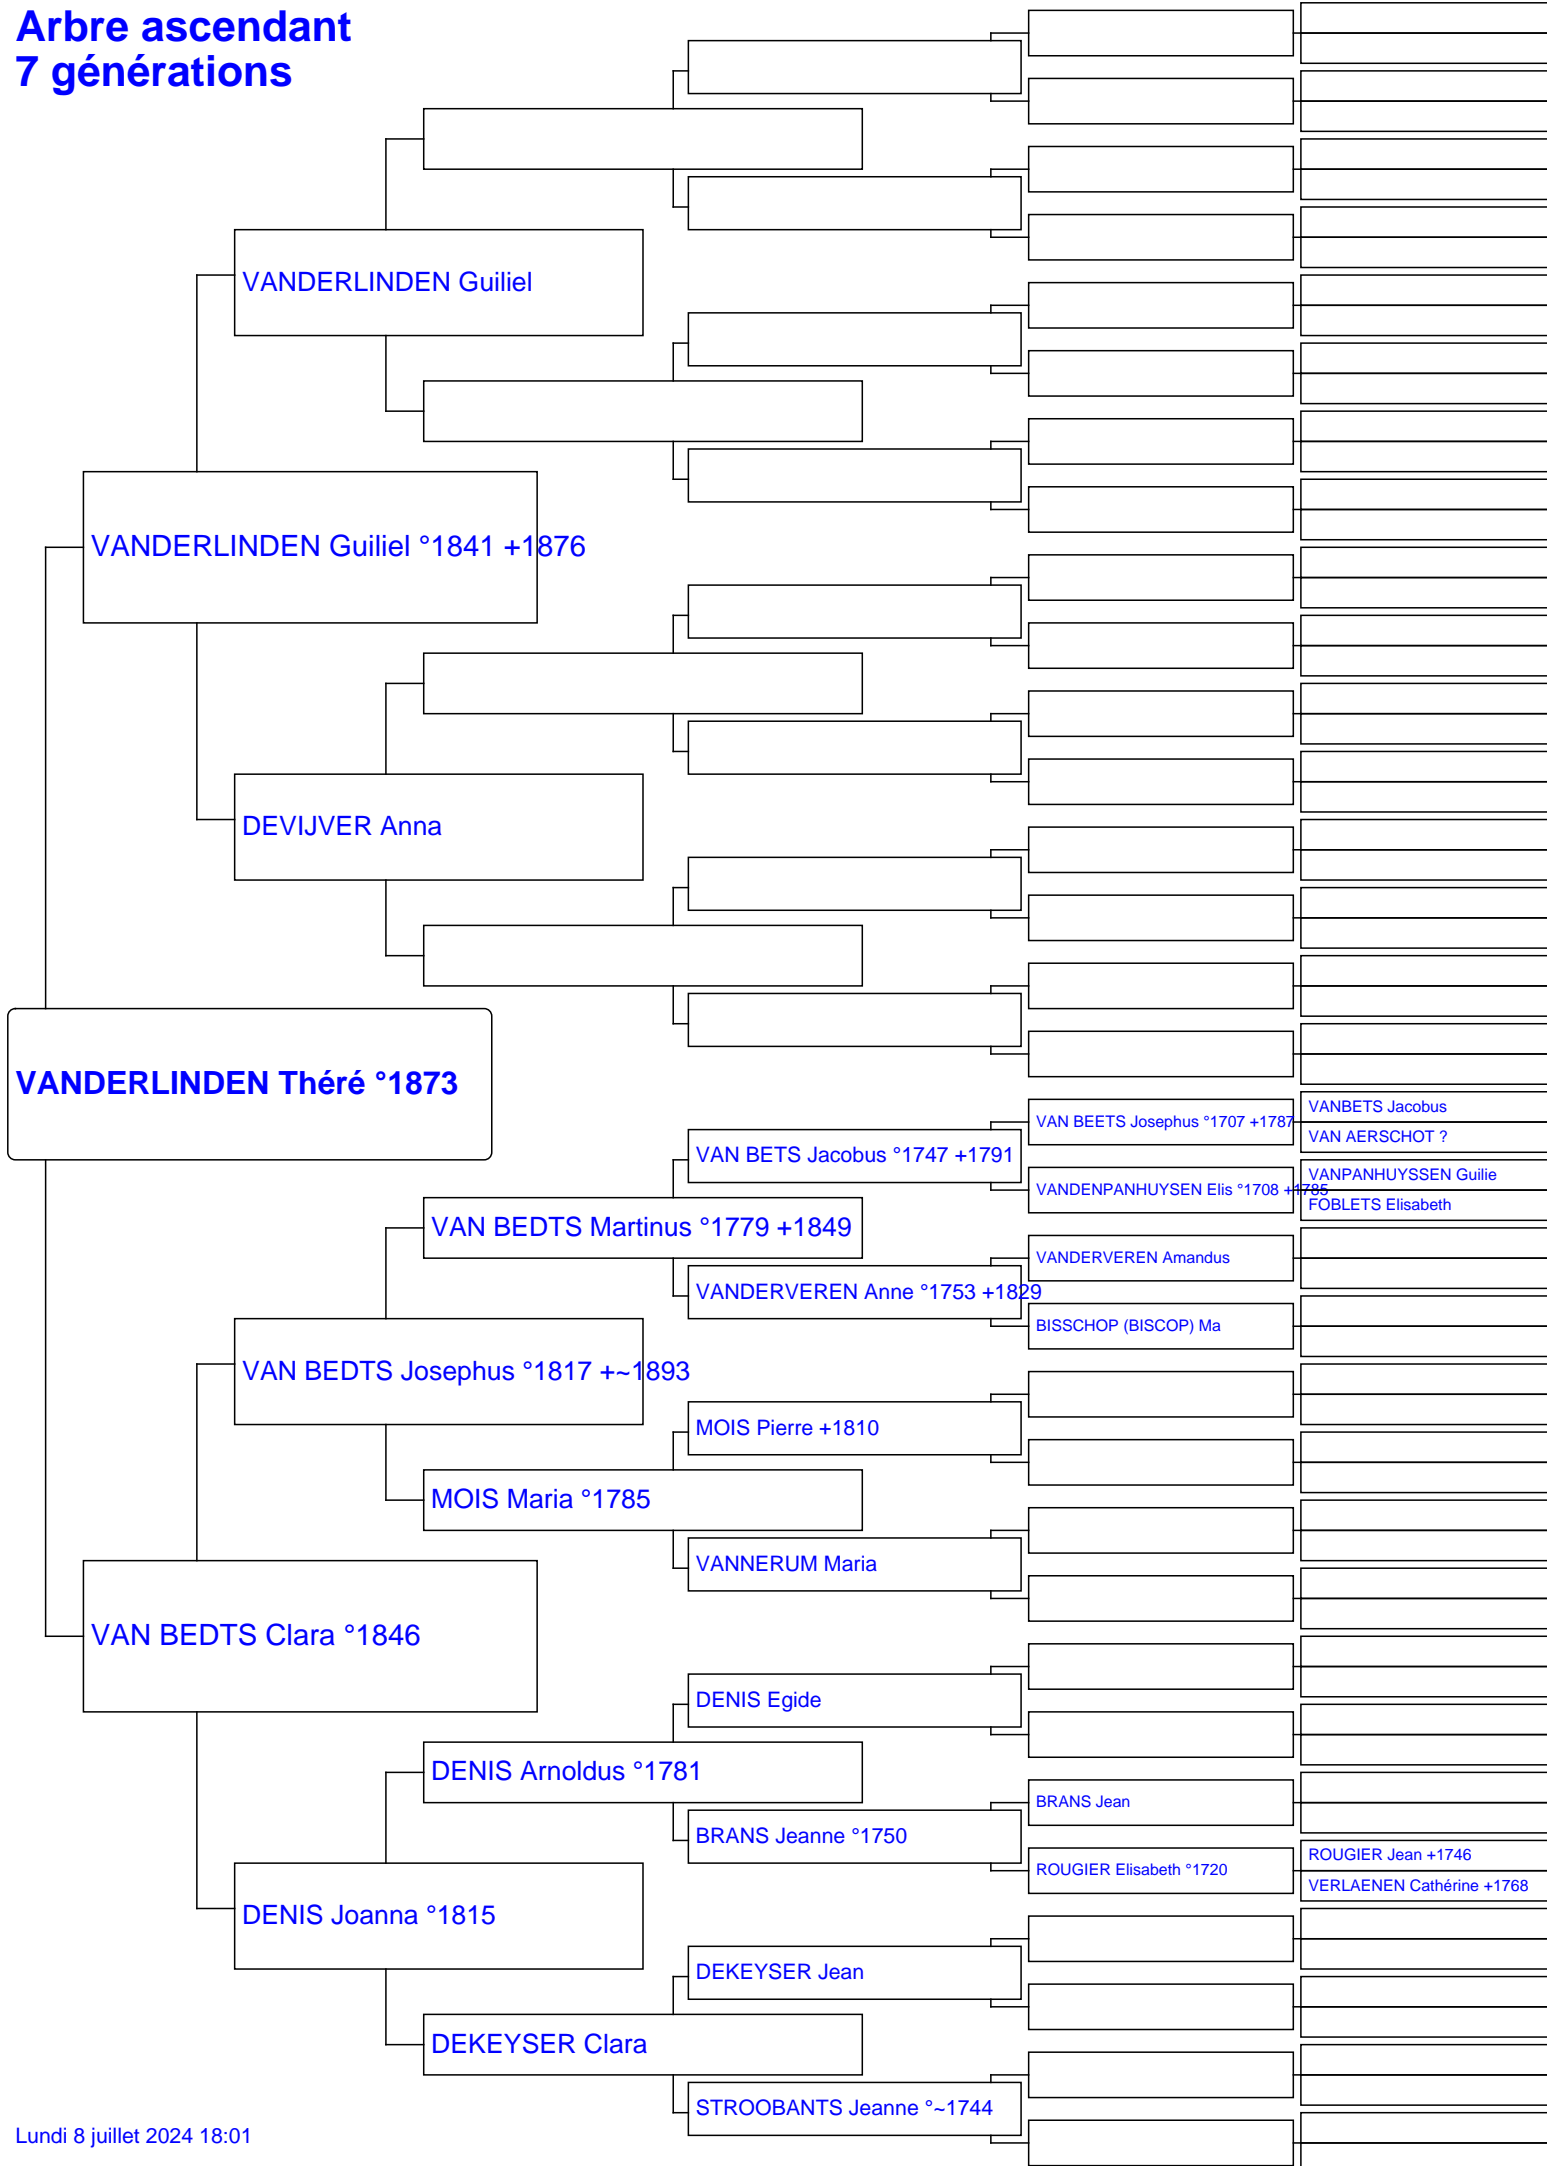 Arbre ascendant
7 générations
VANDERLINDEN Guiliel
VANDERLINDEN Guiliel °1841 +1876
DEVIJVER Anna
VANDERLINDEN Théré °1873
VAN BEETS Josephus °1707 +1787
VANBETS Jacobus
VAN AERSCHOT ?
VAN BETS Jacobus °1747 +1791
VANDENPANHUYSEN Elis °1708 +1785
VANPANHUYSSEN Guilie
FOBLETS Elisabeth
VAN BEDTS Martinus °1779 +1849
VANDERVEREN Amandus
VANDERVEREN Anne °1753 +1829
BISSCHOP (BISCOP) Ma
VAN BEDTS Josephus °1817 +~1893
MOIS Pierre +1810
MOIS Maria °1785
VANNERUM Maria
VAN BEDTS Clara °1846
DENIS Egide
DENIS Arnoldus °1781
BRANS Jean
BRANS Jeanne °1750
ROUGIER Elisabeth °1720
ROUGIER Jean +1746
VERLAENEN Cathérine +1768
DENIS Joanna °1815
DEKEYSER Jean
DEKEYSER Clara
STROOBANTS Jeanne °~1744
Lundi 8 juillet 2024 18:01